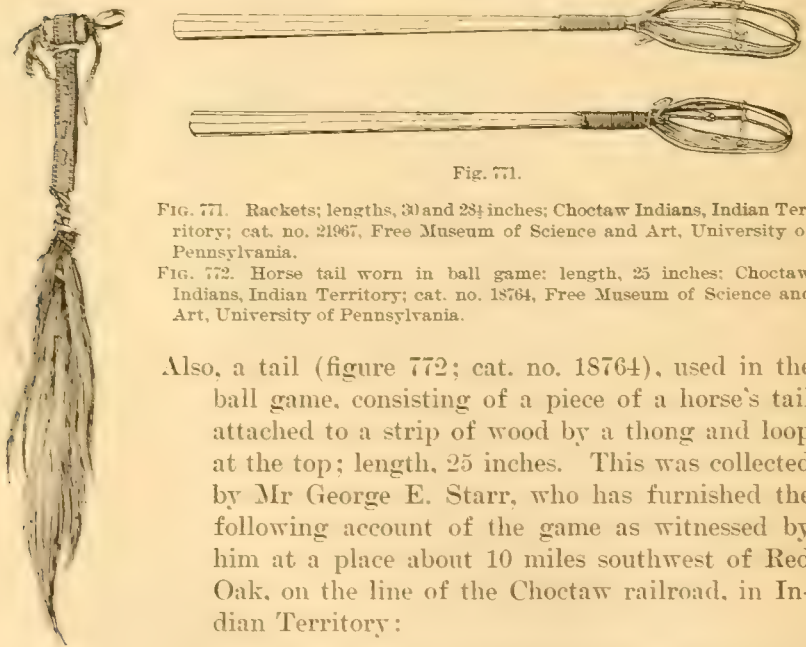 Fig. 771.
FIG. 771. Rackets; lengths, 30 and 28½ inches; Choctaw Indians, Indian Ter
ritory; cat. no. 21967, Free Museum of Science and Art, University o
Pennsylvania.
FIG. 772. Horse tail worn in ball game; length, 25 inches; Choctaw
Indians, Indian Territory; cat. no. 18764, Free Museum of Science and
Art, University of Pennsylvania.
Also, a tail (figure 772; cat. no. 18764), used in the
ball game, consisting of a piece of a horse's tail
attached to a strip of wood by a thong and loop
at the top; length, 25 inches. This was collected
by Mr George E. Starr, who has furnished the
following account of the game as witnessed by
him at a place about 10 miles southwest of Red
Oak, on the line of the Choctaw railroad, in In-
dian Territory: